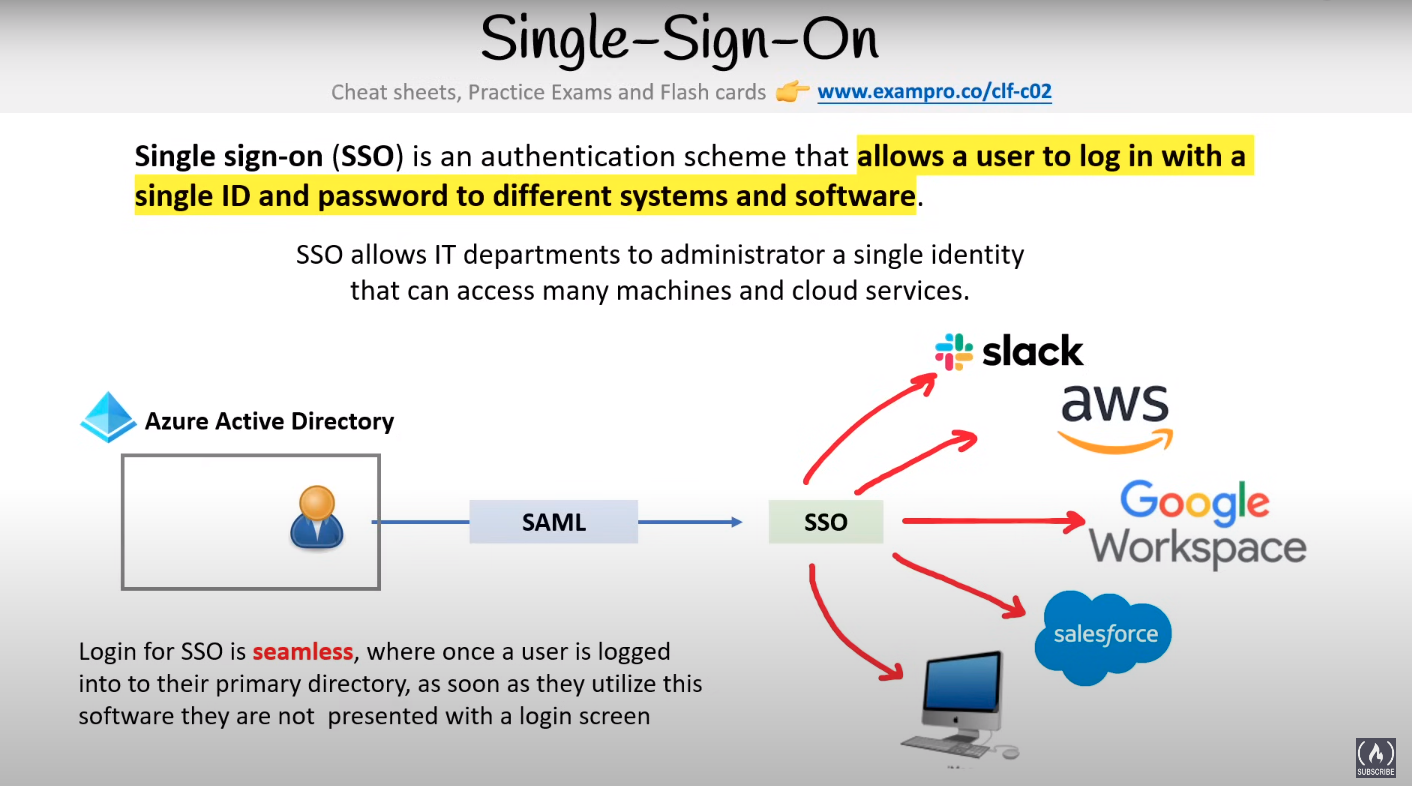 Single-Sign-On
Cheat sheets, Practice Exams and Flash cards 👉 www.exampro.co/clf-c02
Single sign-on (SSO) is an authentication scheme that allows a user to log in with a
single ID and password to different systems and software.
SSO allows IT departments to administrator a single identity
that can access many machines and cloud services.
slack
aws
Azure Active Directory
Google
Workspace
SAML
SSO
salesforce
Login for SSO is seamless, where once a user is logged
into to their primary directory, as soon as they utilize this
software they are not presented with a login screen
SUBSCRIBE